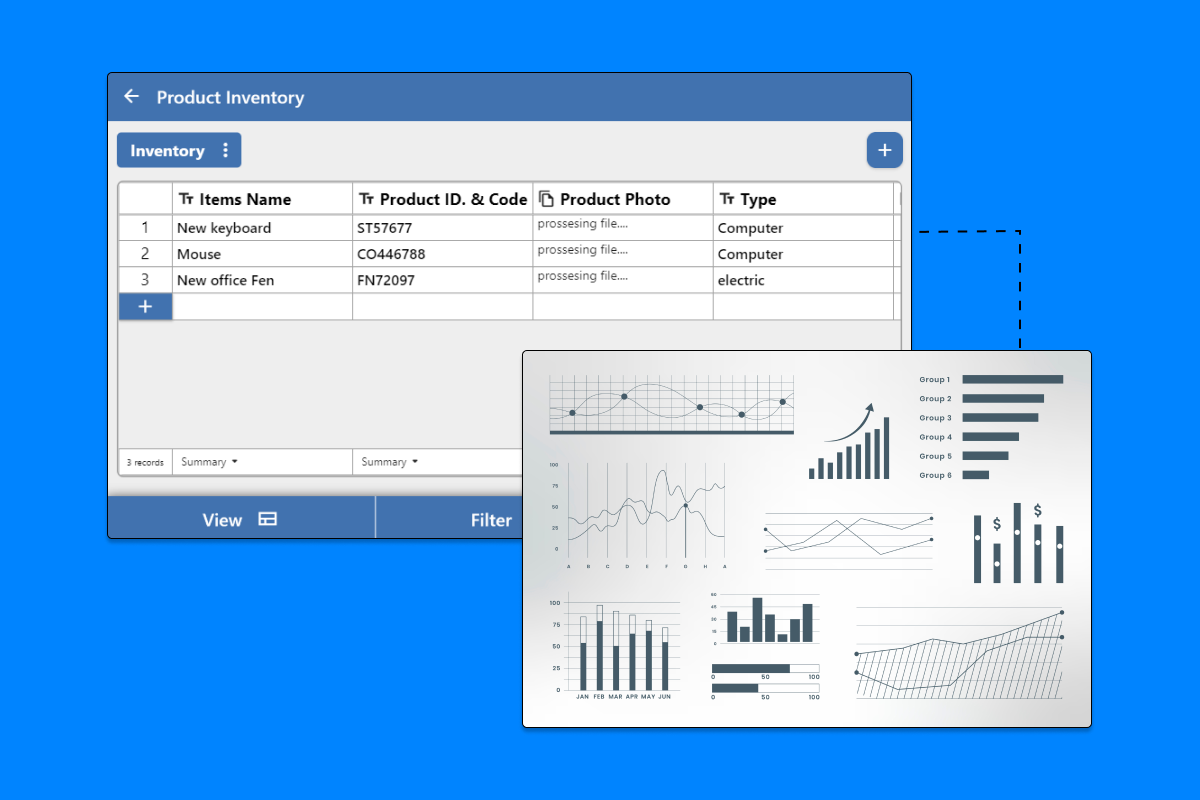 Product Inventory
Inventory
+
Items Name Product ID. & Code Product Photo Type
1 New keyboard ST57677 prossesing file.... Computer
2 Mouse CO446788 prossesing file.... Computer
3 New office Fen FN72097 prossesing file.... electric
+
3 records Summary Summary
View Filter
Group 1
Group 2
Group 3
Group 4
Group 5
Group 6
100
75
50
25
0
A B C D E F G H A
$ $
100
75
50
25
0
JAN FEB MAR APR MAY JUN
60
45
30
15
0
0 50 100
0 50 100